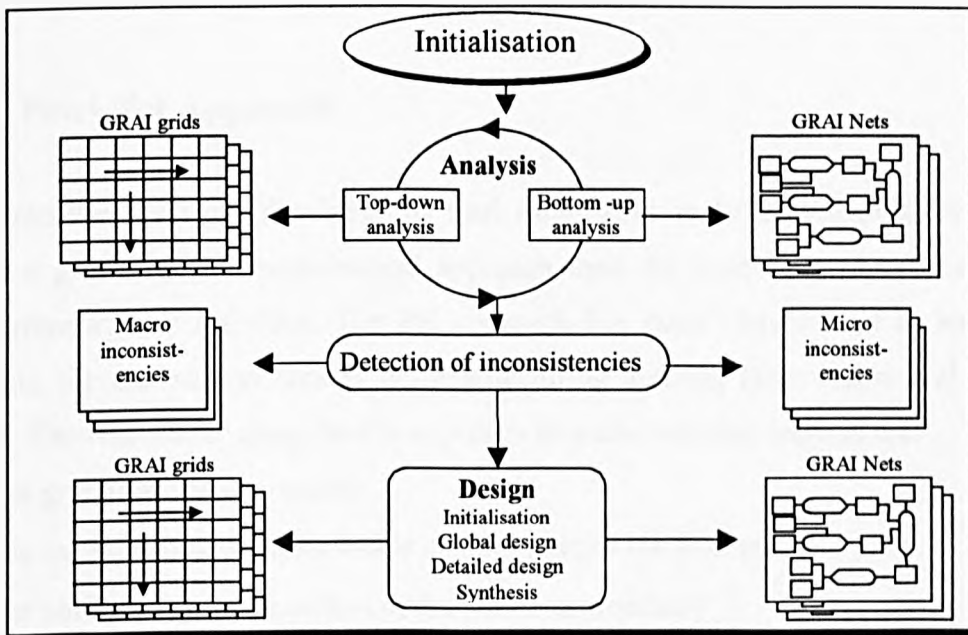 Initialisation
GRAI grids
GRAI Nets
Analysis
Top-down
analysis
Bottom -up
analysis
Macro
inconsist-
encies
Detection of inconsistencies
Micro
inconsist-
encies
GRAI grids
Design
Initialisation
Global design
Detailed design
Synthesis
GRAI Nets